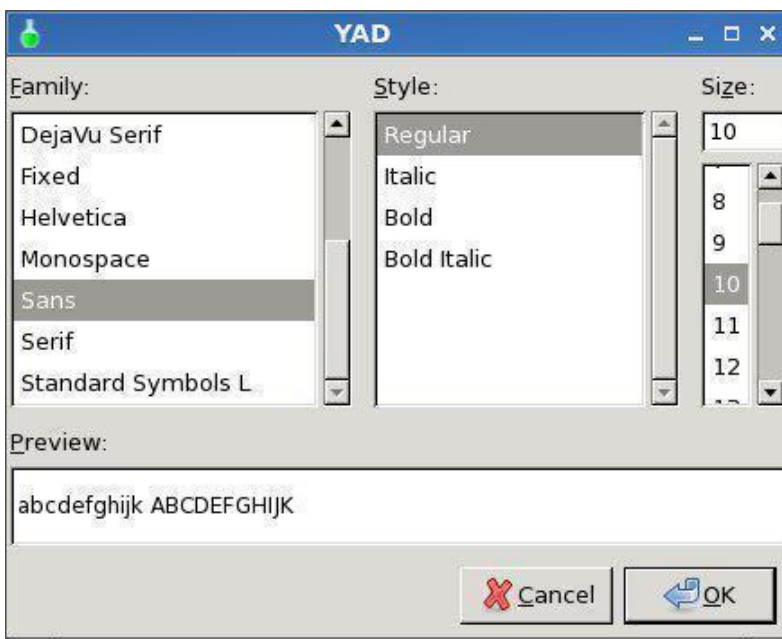 YAD
Family:
Style:
Size:
DejaVu Serif
Fixed
Helvetica
Monospace
Sans
Serif
Standard Symbols L
Regular
Italic
Bold
Bold Italic
10
8
9
10
11
12
Preview:
abcdefghijk ABCDEFGHIJK
Cancel
OK